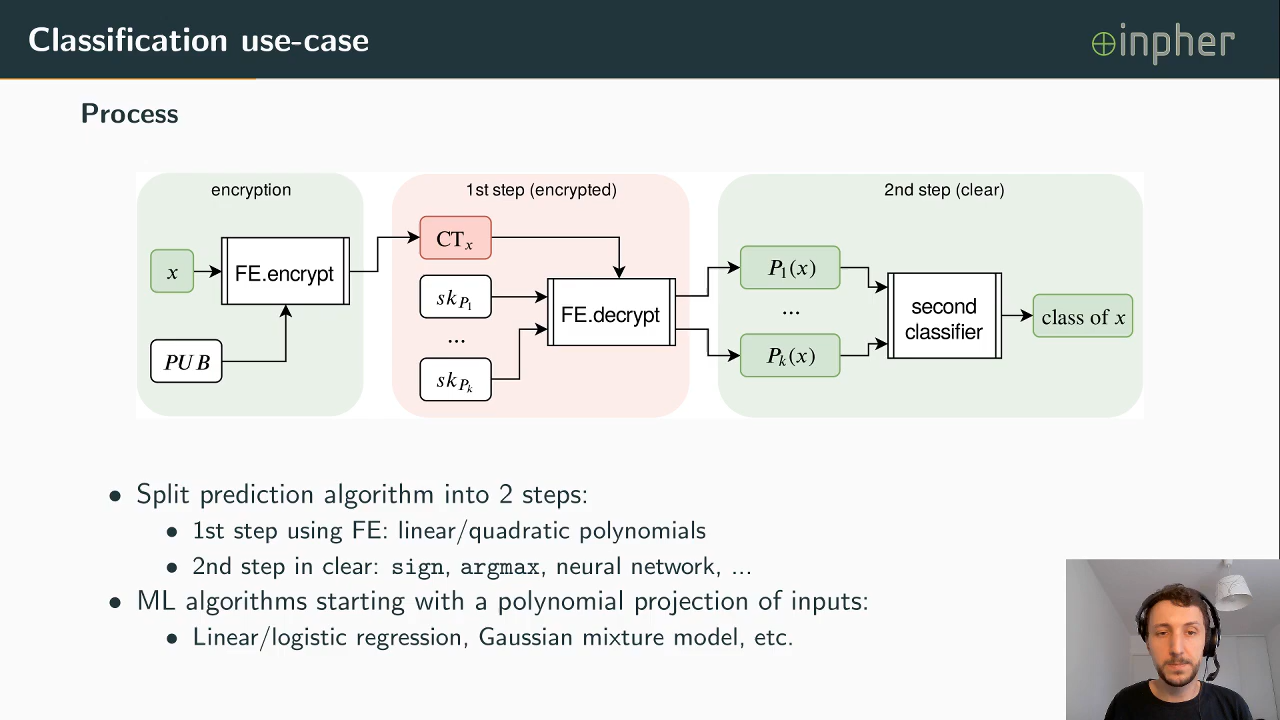 Classification use-case
inpher
Process
encryption
x
FE.encrypt
PUB
1st step (encrypted)
CTₓ
sk_P₁
...
sk_Pₖ
FE.decrypt
2nd step (clear)
P₁(x)
...
Pₖ(x)
second
classifier
class of x
• Split prediction algorithm into 2 steps:
• 1st step using FE: linear/quadratic polynomials
• 2nd step in clear: sign, argmax, neural network, ...
• ML algorithms starting with a polynomial projection of inputs:
• Linear/logistic regression, Gaussian mixture model, etc.